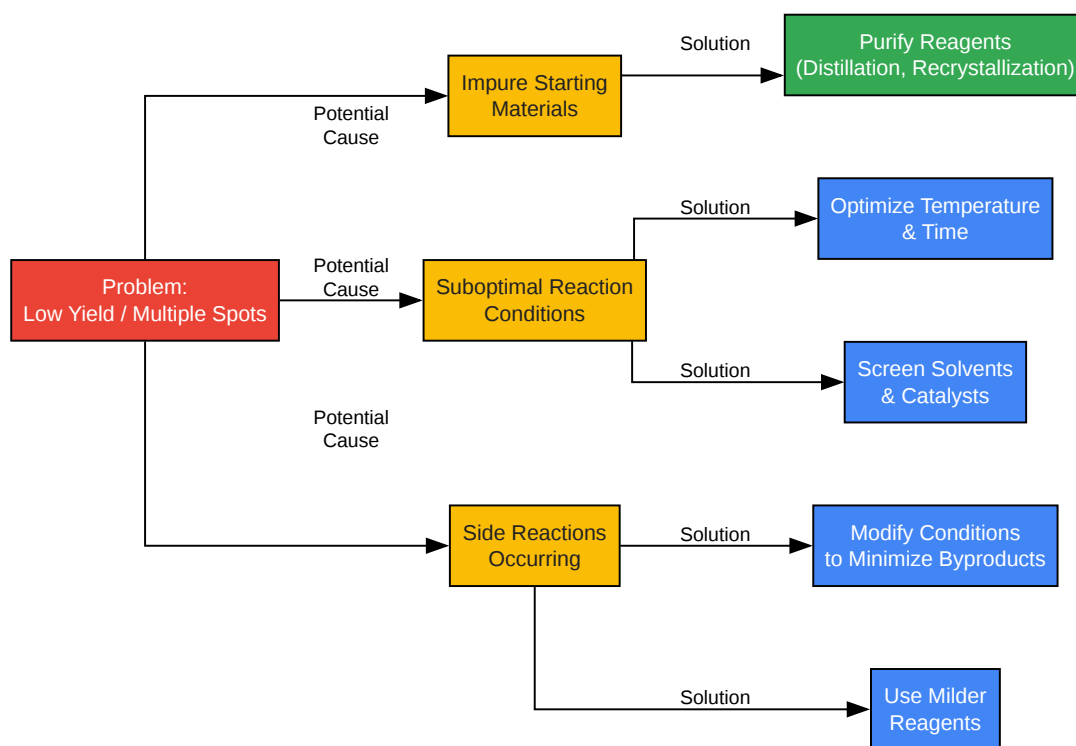 Solution
Purify Reagents
(Distillation, Recrystallization)
Impure Starting
Materials
Potential
Cause
Solution
Optimize Temperature
& Time
Problem:
Low Yield / Multiple Spots
Potential
Cause
Suboptimal Reaction
Conditions
Solution
Screen Solvents
& Catalysts
Potential
Cause
Side Reactions
Occurring
Solution
Modify Conditions
to Minimize Byproducts
Solution
Use Milder
Reagents